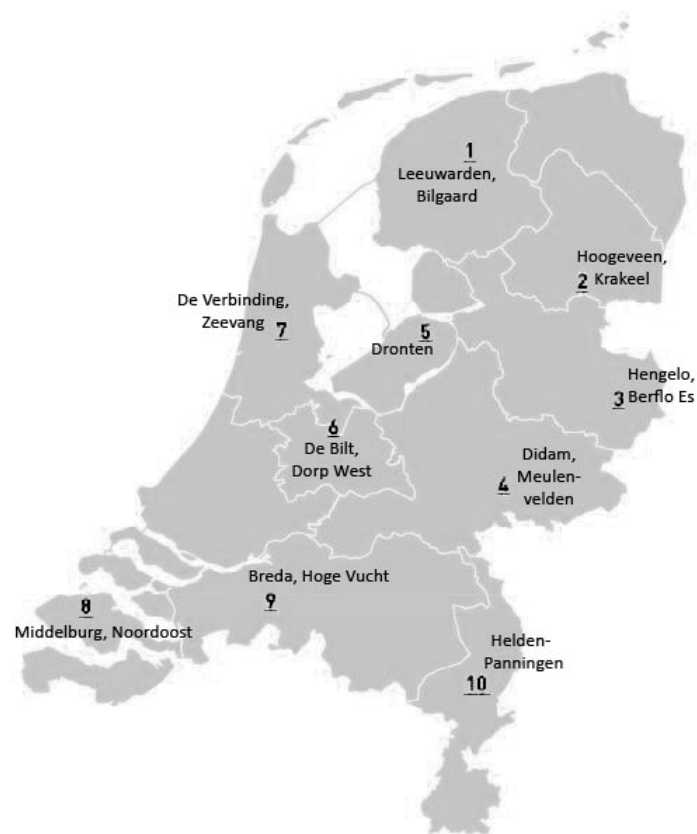 1
Leeuwarden,
Bilgaard
Hoogeveen,
2 Krakeel
De Verbinding,
Zeevang 7
5
Dronten
Hengelo,
3 Berflo Es
6
De Bilt,
Dorp West
Didam,
4 Meulen-
velden
Breda, Hoge Vucht
9
8
Middelburg, Noordoost
Helden-
Panningen
10